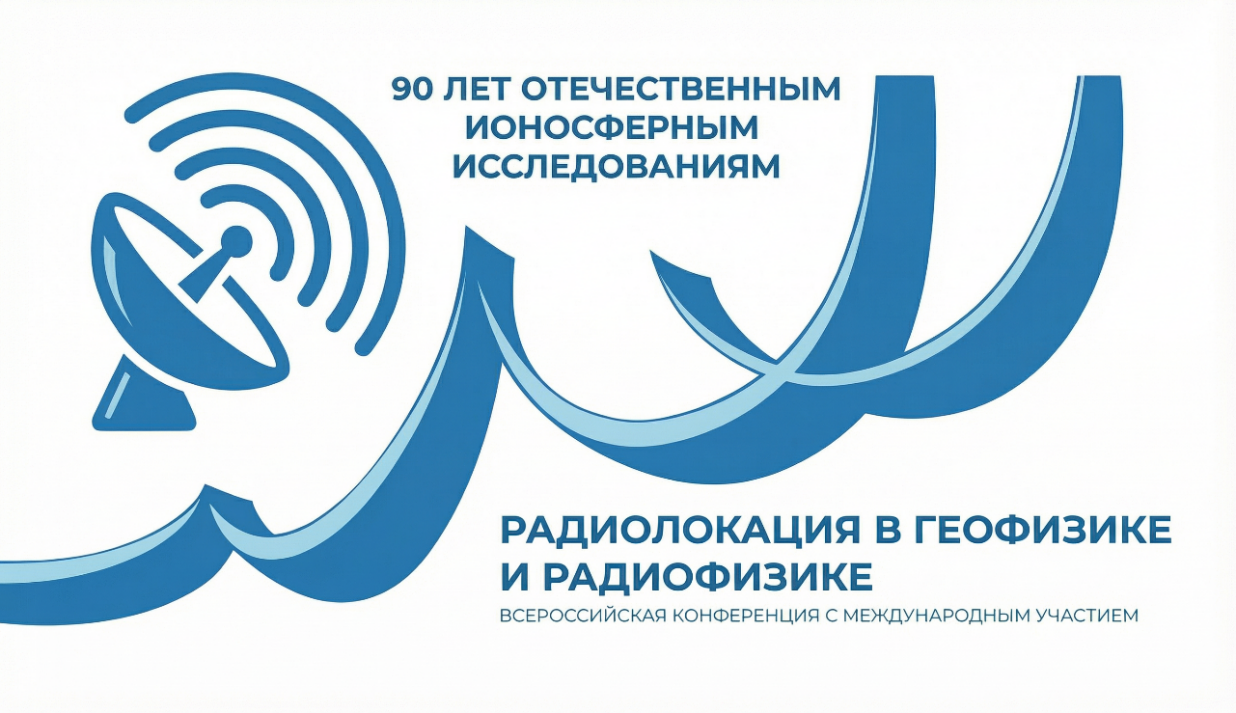 90 ЛЕТ ОТЕЧЕСТВЕННЫМ
ИОНОСФЕРНЫМ
ИССЛЕДОВАНИЯМ
РАДИОЛОКАЦИЯ В ГЕОФИЗИКЕ
И РАДИОФИЗИКЕ
ВСЕРОССИЙСКАЯ КОНФЕРЕНЦИЯ С МЕЖДУНАРОДНЫМ УЧАСТИЕМ